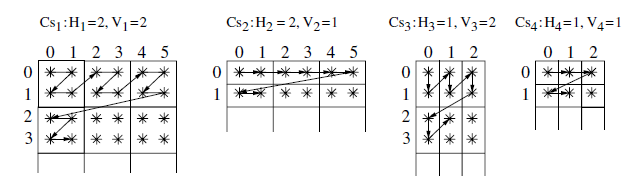 Cs₁:H₁=2, V₁=2 Cs₂:H₂ = 2, V₂=1 Cs₃:H₃=1, V₃=2 Cs₄:H₄=1, V₄=1
0 1 2 3 4 5 0 1 2 3 4 5 0 1 2 0 1 2
0 0 0 0
1 1 1 1
2 2
3 3